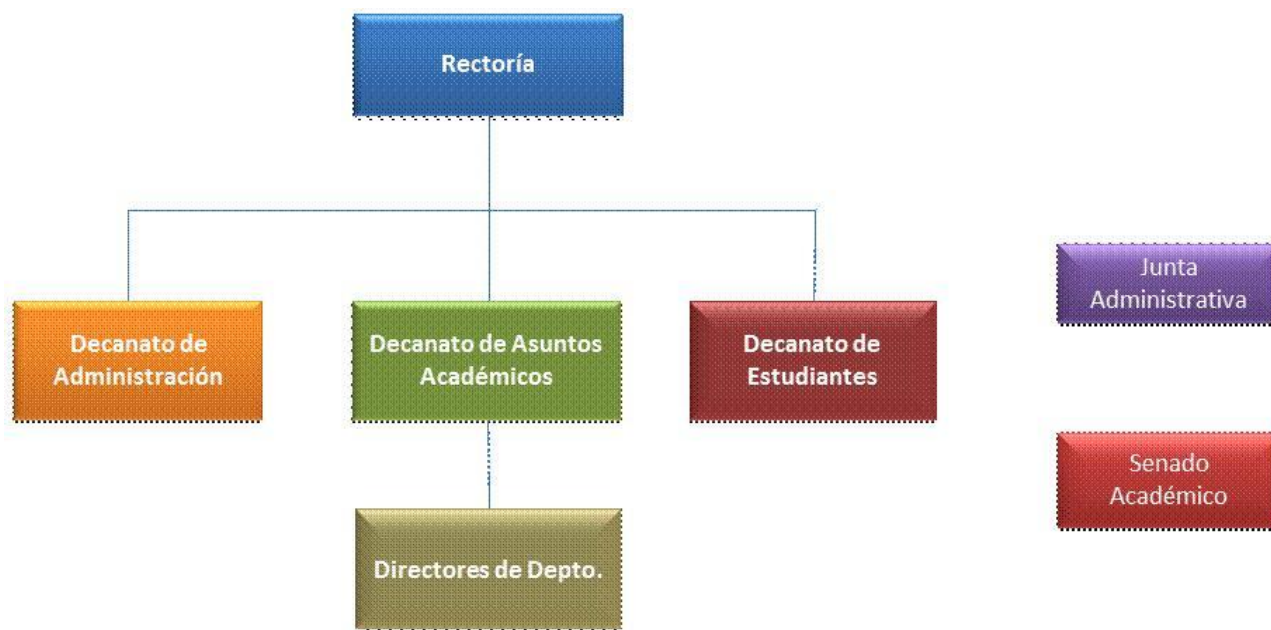 Rectoría
Decanato de
Administración
Decanato de Asuntos
Académicos
Decanato de
Estudiantes
Directores de Depto.
Junta
Administrativa
Senado
Académico